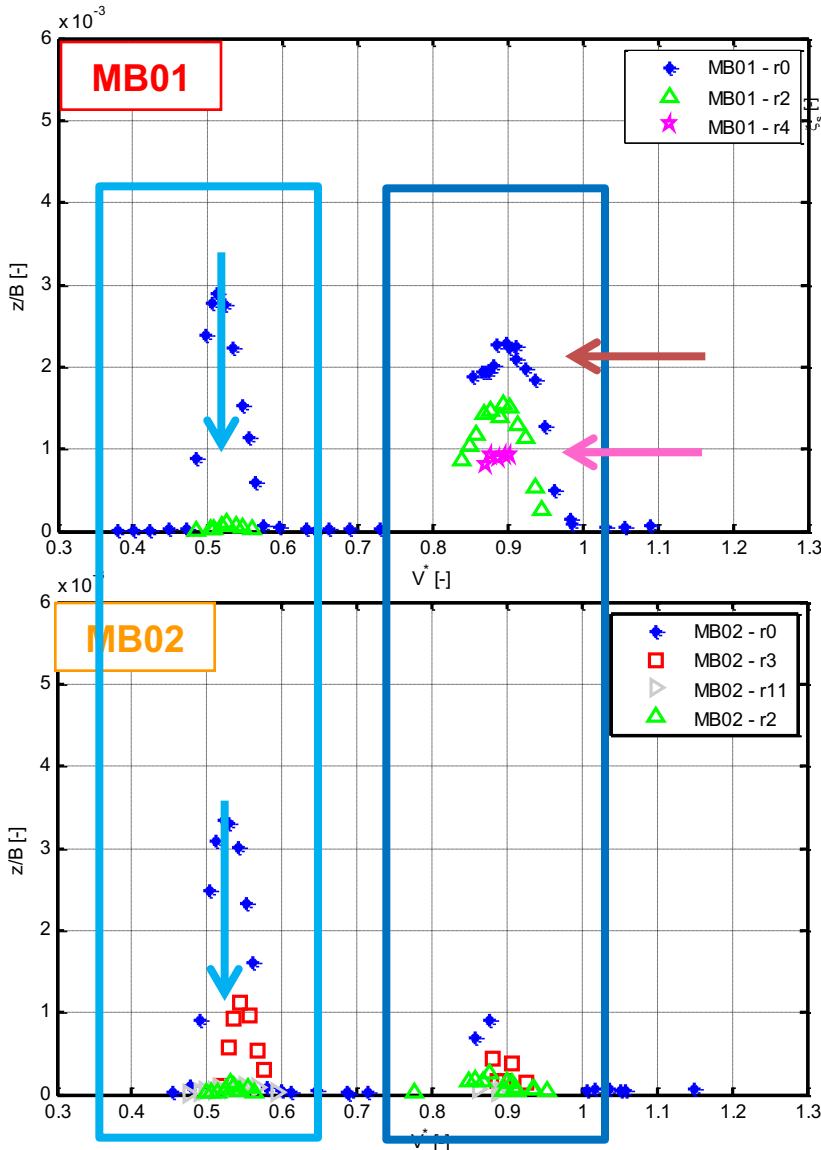 x 10⁻³
6
MB01
MB01 - r0
MB01 - r2
MB01 - r4
ξs [-]
5
4
3
z/B [-]
2
1
0
0.3 0.4 0.5 0.6 0.7 0.8 0.9 1 1.1 1.2 1.3
V* [-]
x 10
6
MB02
MB02 - r0
MB02 - r3
MB02 - r11
MB02 - r2
5
4
3
z/B [-]
2
1
0
0.3 0.4 0.5 0.6 0.7 0.8 0.9 1 1.1 1.2 1.3
V* [-]